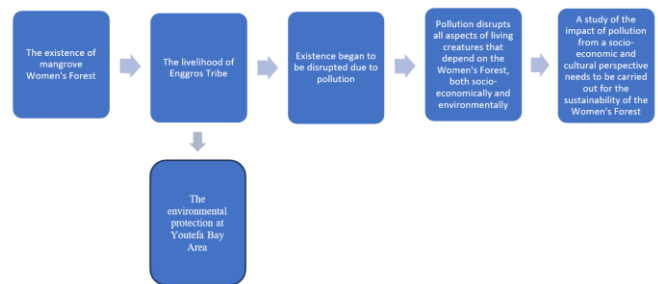 The existence of
mangrove
Women's Forest
The livelihood of
Enggros Tribe
Existence began to
be disrupted due to
pollution
Pollution disrupts
all aspects of living
creatures that
depend on the
Women's Forest,
both socio-
economically and
environmentally
A study of the
impact of pollution
from a socio-
economic and
cultural perspective
needs to be carried
out for the
sustainability of the
Women's Forest
The
environmental
protection at
Youtefa Bay
Area